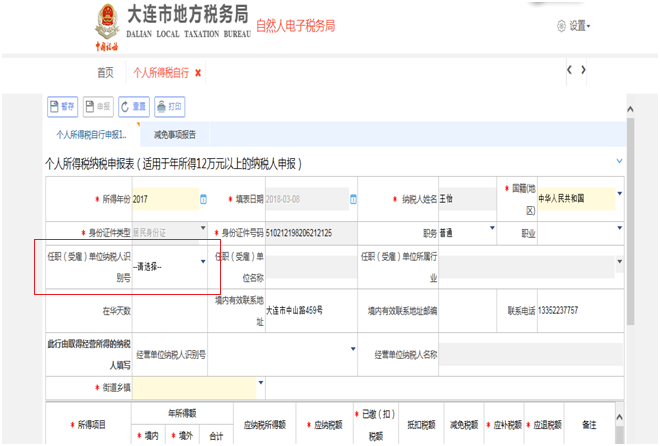 大连市地方税务局
DALIAN LOCAL TAXATION BUREAU
自然人电子税务局
中国税务
设置
首页 个人所得税自行 ✖
暂存 申报 重置 打印
个人所得税自行申报1... 减免事项报告
个人所得税纳税申报表（适用于年所得12万元以上的纳税人申报）
* 所得年份 2017 * 填表日期 2018-03-08 * 纳税人姓名 王怡 * 国籍(地区) 中华人民共和国
* 身份证件类型 居民身份证 * 身份证件号码 510212198206212125 职务 普通 职业
任职（受雇）单位纳税人识别号 --请选择-- 任职（受雇）单位名称 任职（受雇）单位所属行业
在华天数 境内有效联系地址 大连市中山路459号 境内有效联系地址邮编 联系电话 13352237757
此行由取得经营所得的纳税人填写 经营单位纳税人识别号 经营单位纳税人名称
* 街道乡镇
* 所得项目 年所得额 应纳税所得额 * 应纳税额 * 已缴（扣）税额 抵扣税额 减免税额 * 应补税额 * 应退税额 备注
* 境内 * 境外 合计